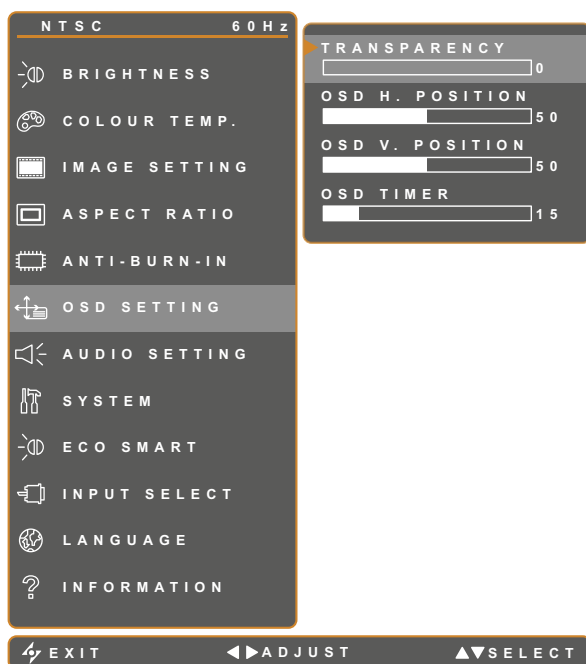 NTSC 60Hz
BRIGHTNESS
COLOUR TEMP.
IMAGE SETTING
ASPECT RATIO
ANTI-BURN-IN
OSD SETTING
AUDIO SETTING
SYSTEM
ECO SMART
INPUT SELECT
LANGUAGE
INFORMATION
TRANSPARENCY
0
OSD H. POSITION
50
OSD V. POSITION
50
OSD TIMER
15
EXIT ADJUST SELECT